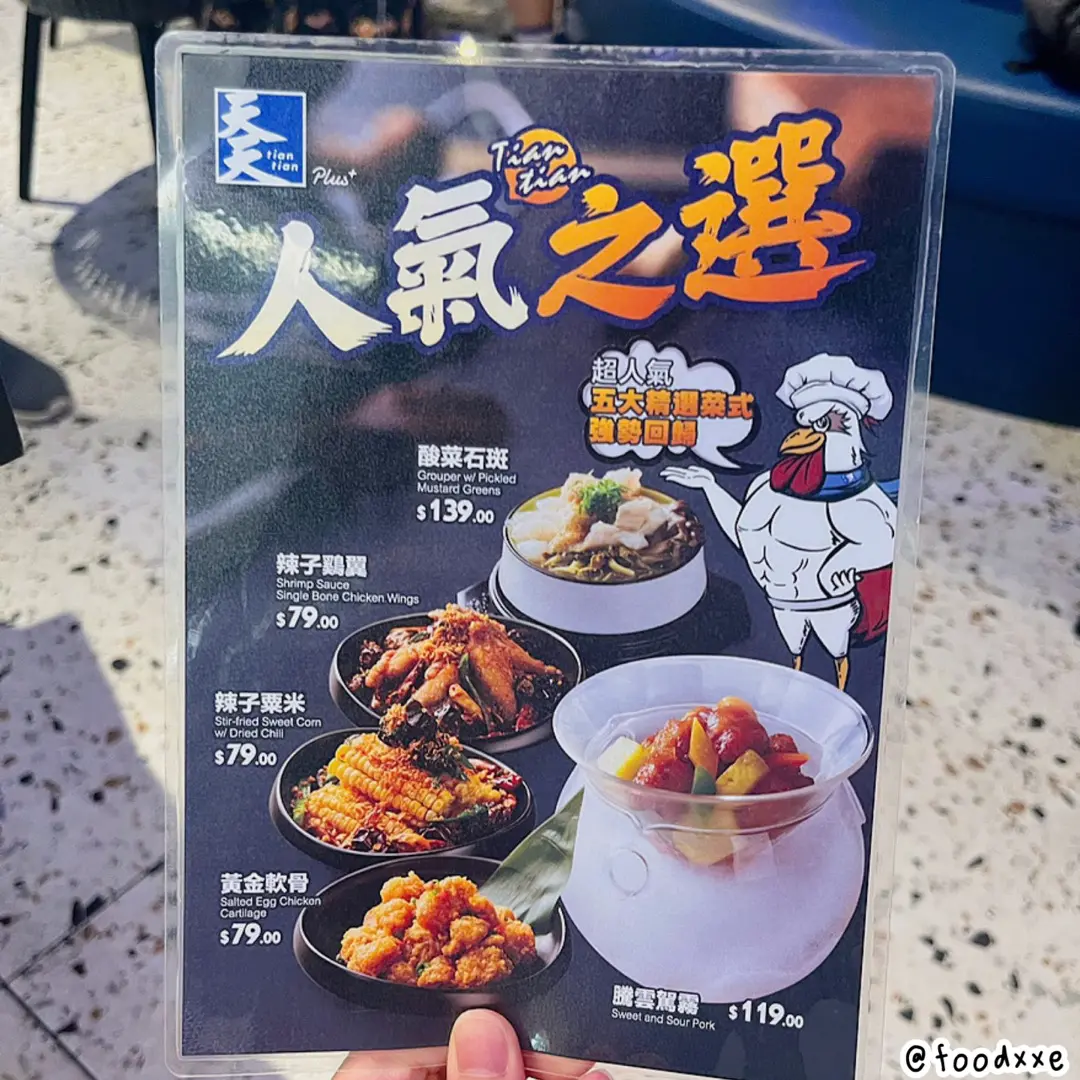 天天
tian
tian
Plus+
Tian
tian
人氣之選
超人氣
五大精選菜式
強勢回歸
酸菜石斑
Grouper w/ Pickled
Mustard Greens
$139.00
辣子鷄翼
Shrimp Sauce
Single Bone Chicken Wings
$79.00
辣子粟米
Stir-fried Sweet Corn
w/ Dried Chili
$79.00
黃金軟骨
Salted Egg Chicken
Cartilage
$79.00
騰雲駕霧
Sweet and Sour Pork
$119.00
@foodxxe